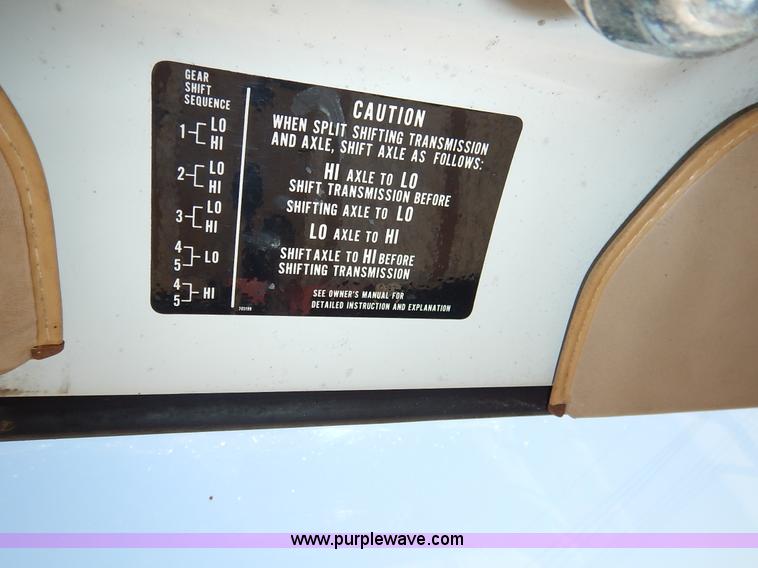 GEAR
SHIFT
SEQUENCE
1 LO
HI
2 LO
HI
3 LO
HI
4
5 LO
4
5 HI
CAUTION
WHEN SPLIT SHIFTING TRANSMISSION
AND AXLE, SHIFT AXLE AS FOLLOWS:
HI AXLE TO LO
SHIFT TRANSMISSION BEFORE
SHIFTING AXLE TO LO
LO AXLE TO HI
SHIFT AXLE TO HI BEFORE
SHIFTING TRANSMISSION
SEE OWNER'S MANUAL FOR
DETAILED INSTRUCTION AND EXPLANATION
www.purplewave.com